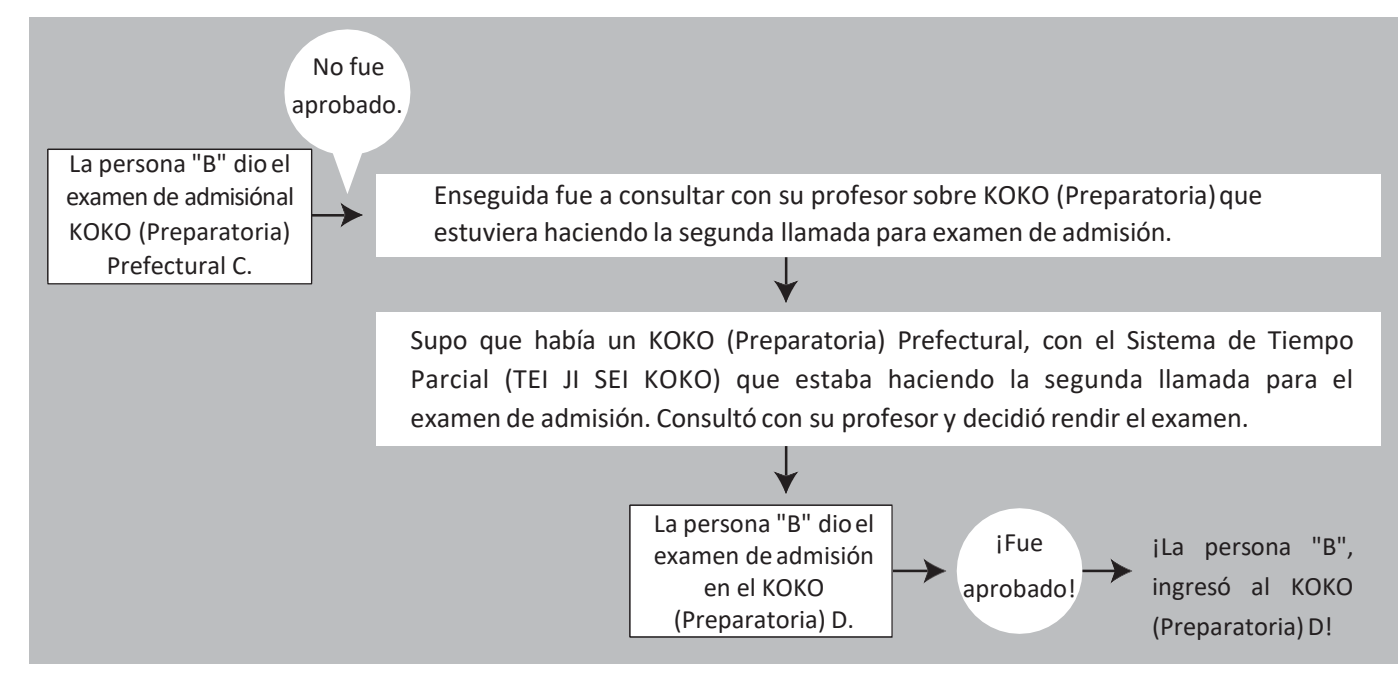 No fue
aprobado.
La persona "B" dio el
examen de admisiónal
KOKO (Preparatoria)
Prefectural C.
Enseguida fue a consultar con su profesor sobre KOKO (Preparatoria) que
estuviera haciendo la segunda llamada para examen de admisión.
Supo que había un KOKO (Preparatoria) Prefectural, con el Sistema de Tiempo
Parcial (TEI JI SEI KOKO) que estaba haciendo la segunda llamada para el
examen de admisión. Consultó con su profesor y decidió rendir el examen.
La persona "B" dio el
examen de admisión
en el KOKO
(Preparatoria) D.
¡Fue
aprobado!
¡La persona "B",
ingresó al KOKO
(Preparatoria) D!